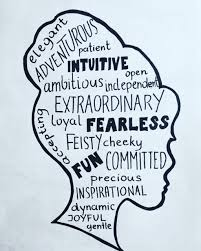 elegant
ADVENTUROUS
patient
INTUITIVE
open
ambitious independent
EXTRAORDINARY
loyal FEARLESS
accepting
FEISTY cheeky
FUN COMMITTED
precious
INSPIRATIONAL
dynamic
JOYFUL
gentle